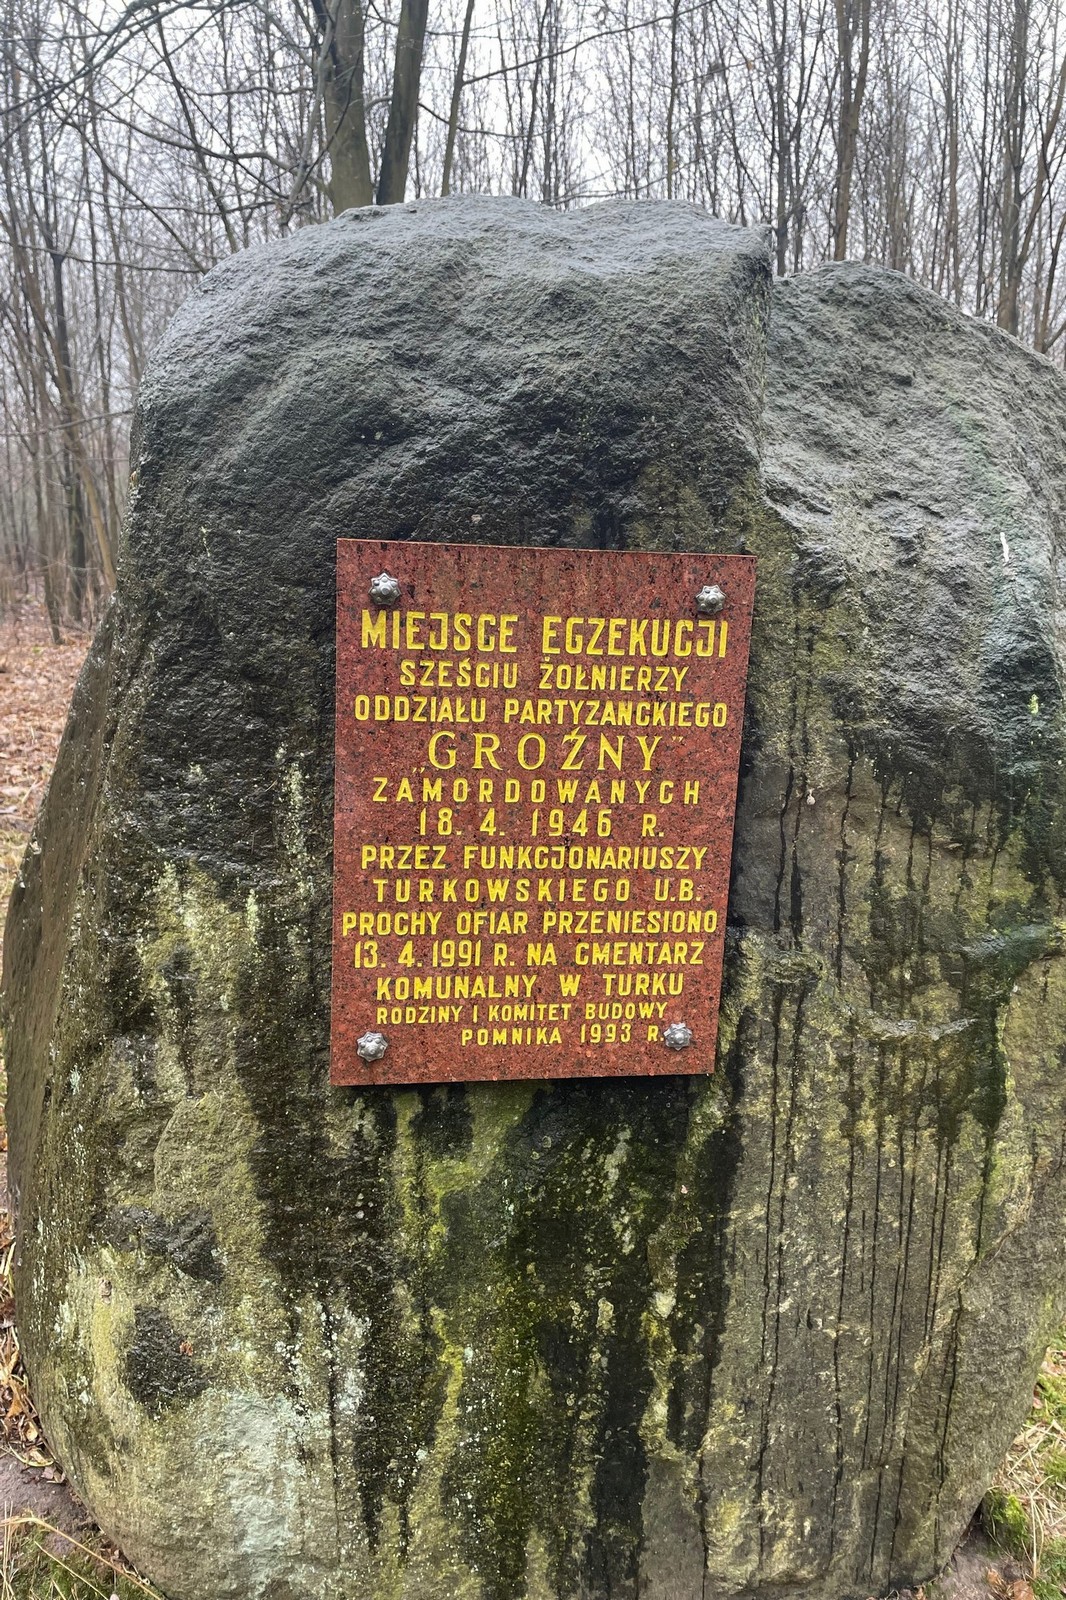 MIEJSCE EGZEKUCJI
SZEŚCIU ŻOŁNIERZY
ODDZIAŁU PARTYZANCKIEGO
„GROŹNY”
ZAMORDOWANYCH
18. 4. 1946 R.
PRZEZ FUNKCJONARIUSZY
TURKOWSKIEGO U.B.
PROCHY OFIAR PRZENIESIONO
13. 4. 1991 R. NA CMENTARZ
KOMUNALNY W TURKU
RODZINY I KOMITET BUDOWY
POMNIKA 1993 R.